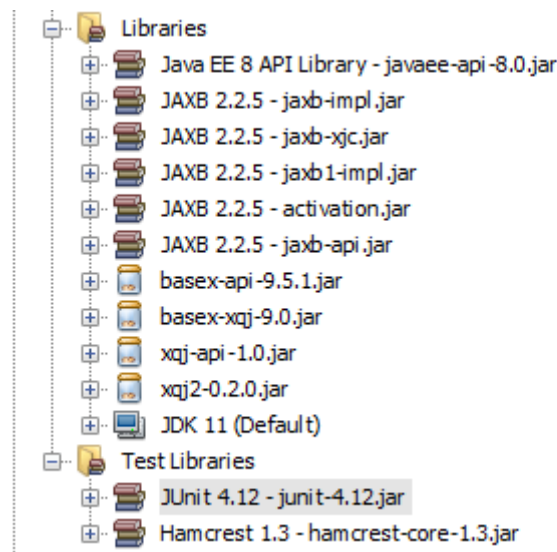 Libraries
Java EE 8 API Library - javaee-api-8.0.jar
JAXB 2.2.5 - jaxb-impl.jar
JAXB 2.2.5 - jaxb-xjc.jar
JAXB 2.2.5 - jaxb1-impl.jar
JAXB 2.2.5 - activation.jar
JAXB 2.2.5 - jaxb-api.jar
basex-api-9.5.1.jar
basex-xqj-9.0.jar
xqj-api-1.0.jar
xqj2-0.2.0.jar
JDK 11 (Default)
Test Libraries
JUnit 4.12 - junit-4.12.jar
Hamcrest 1.3 - hamcrest-core-1.3.jar